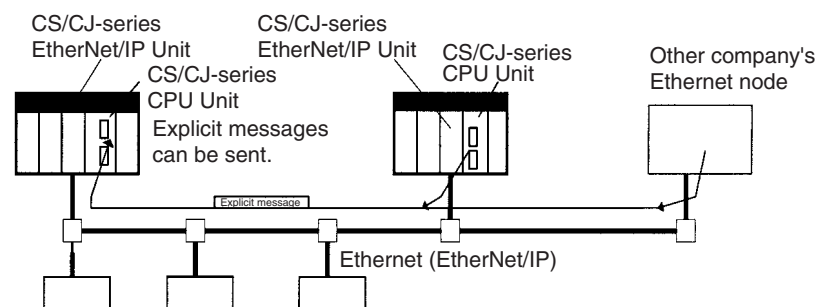 CS/CJ-series
EtherNet/IP Unit
CS/CJ-series
CPU Unit
Explicit messages
can be sent.
CS/CJ-series
EtherNet/IP Unit
CS/CJ-series
CPU Unit
Other company's
Ethernet node
Explicit message
Ethernet (EtherNet/IP)